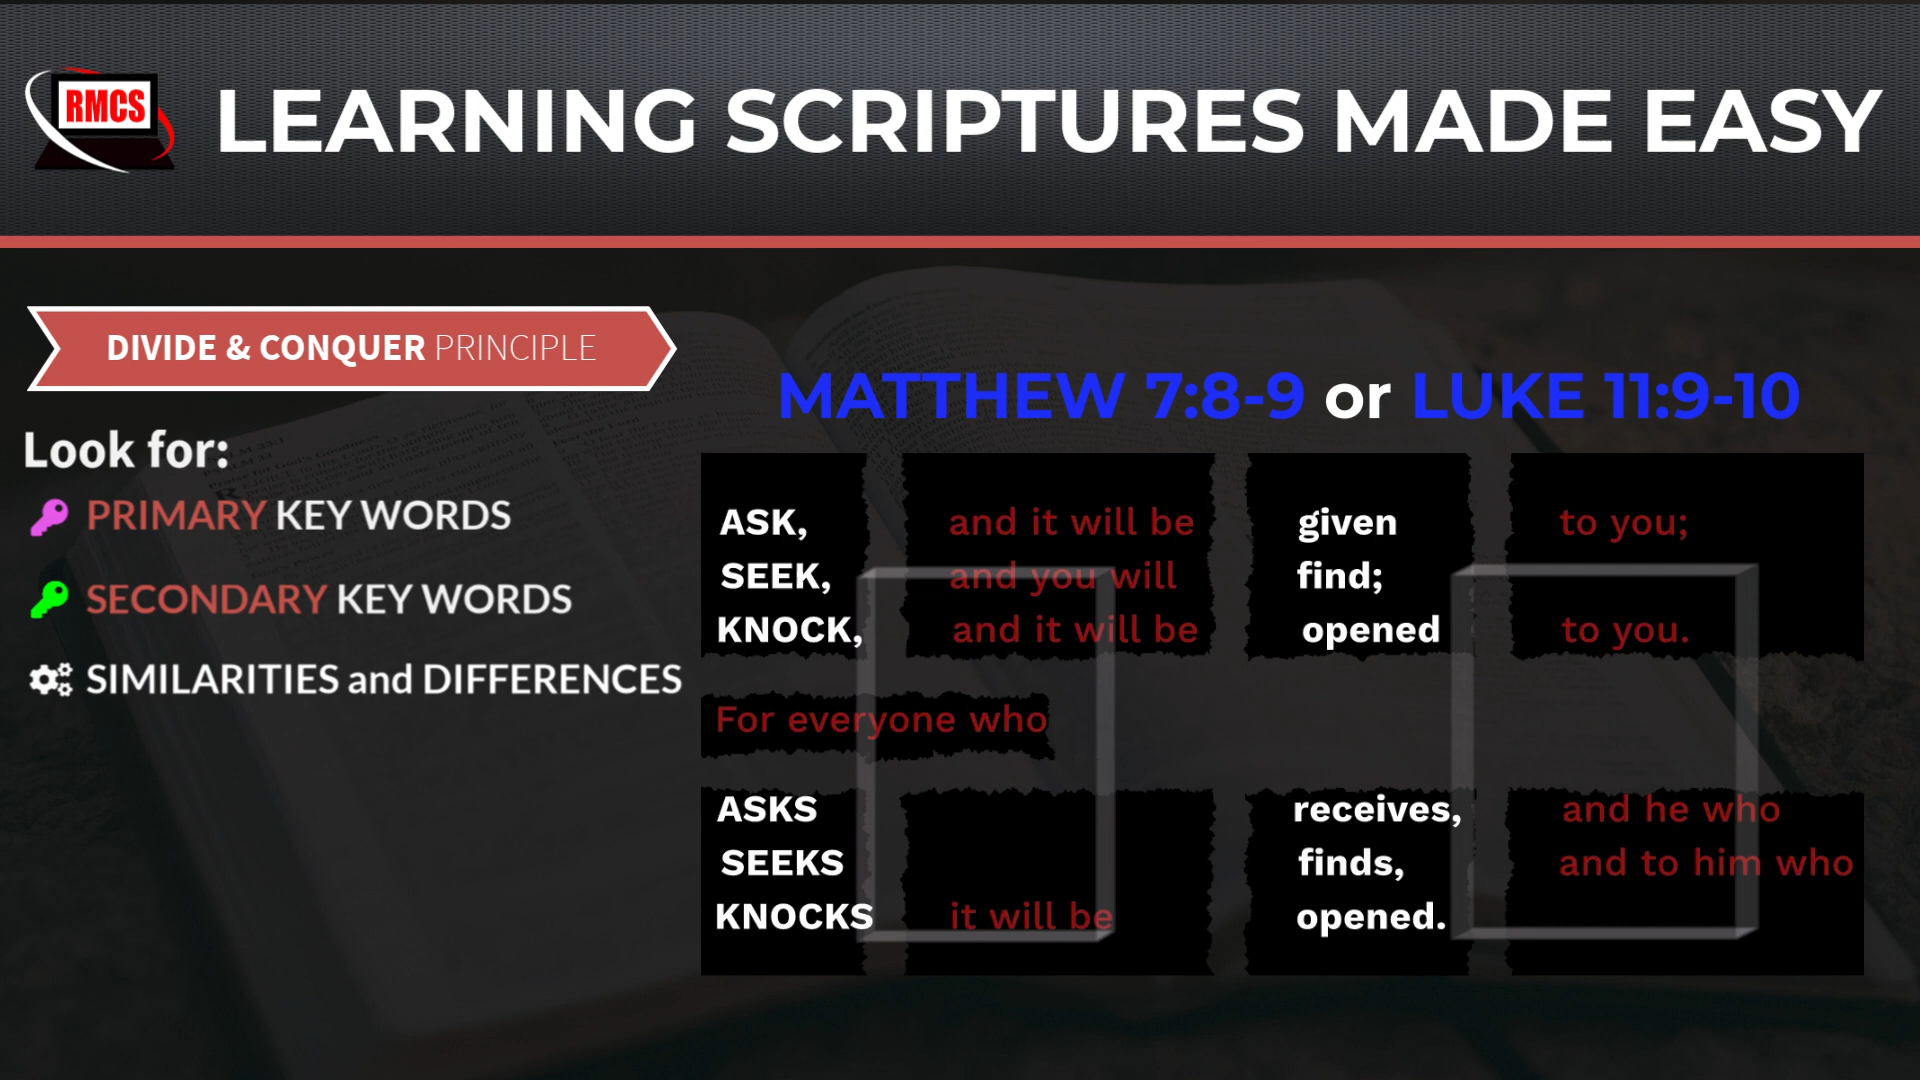 RMCS
LEARNING SCRIPTURES MADE EASY
DIVIDE & CONQUER PRINCIPLE
Look for:
PRIMARY KEY WORDS
SECONDARY KEY WORDS
SIMILARITIES and DIFFERENCES
MATTHEW 7:8-9 or LUKE 11:9-10
ASK, and it will be given to you;
SEEK, and you will find;
KNOCK, and it will be opened to you.
For everyone who
ASKS receives, and he who
SEEKS finds, and to him who
KNOCKS it will be opened.